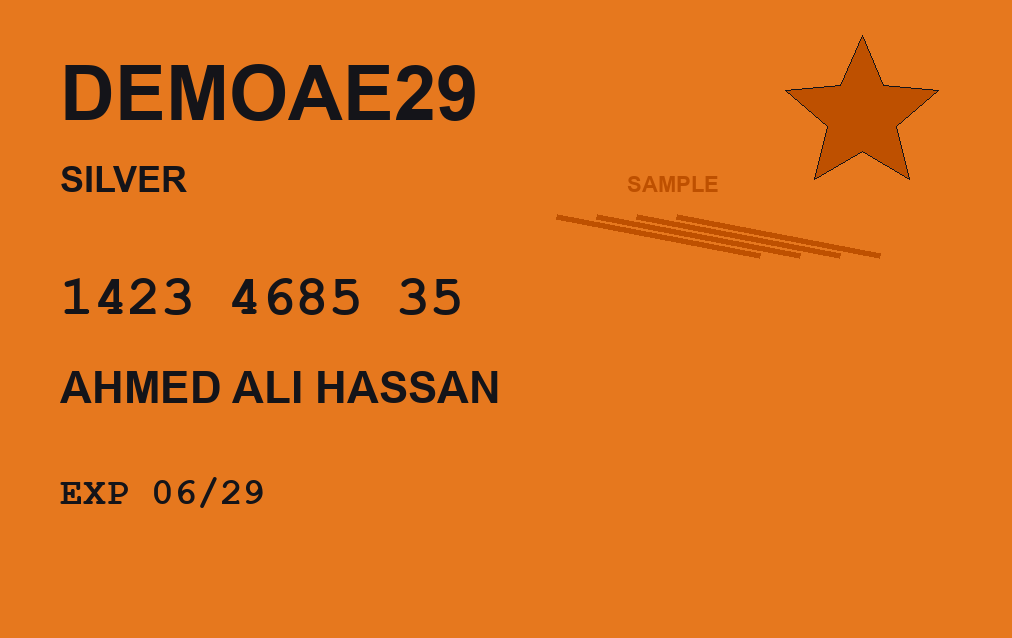 DEMOAE29
SILVER
SAMPLE
1423 4685 35
AHMED ALI HASSAN
EXP 06/29